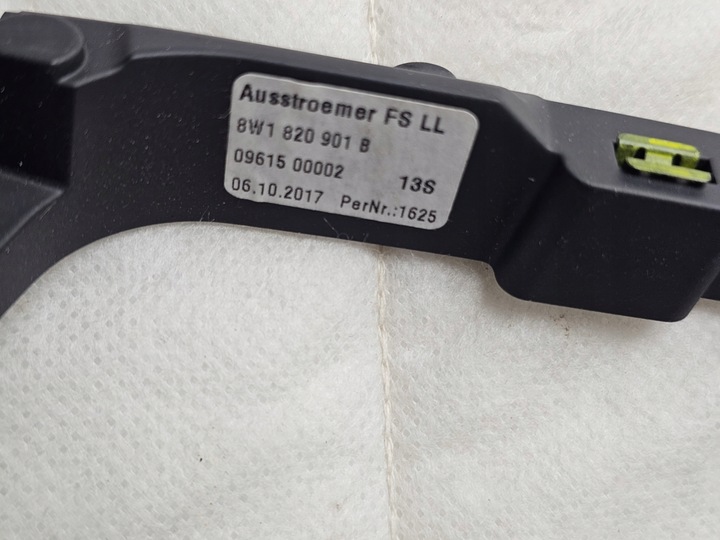 Ausstroemer FS LL
8W1 820 901 B
09615 00002 13S
06.10.2017 PerNr.:1625